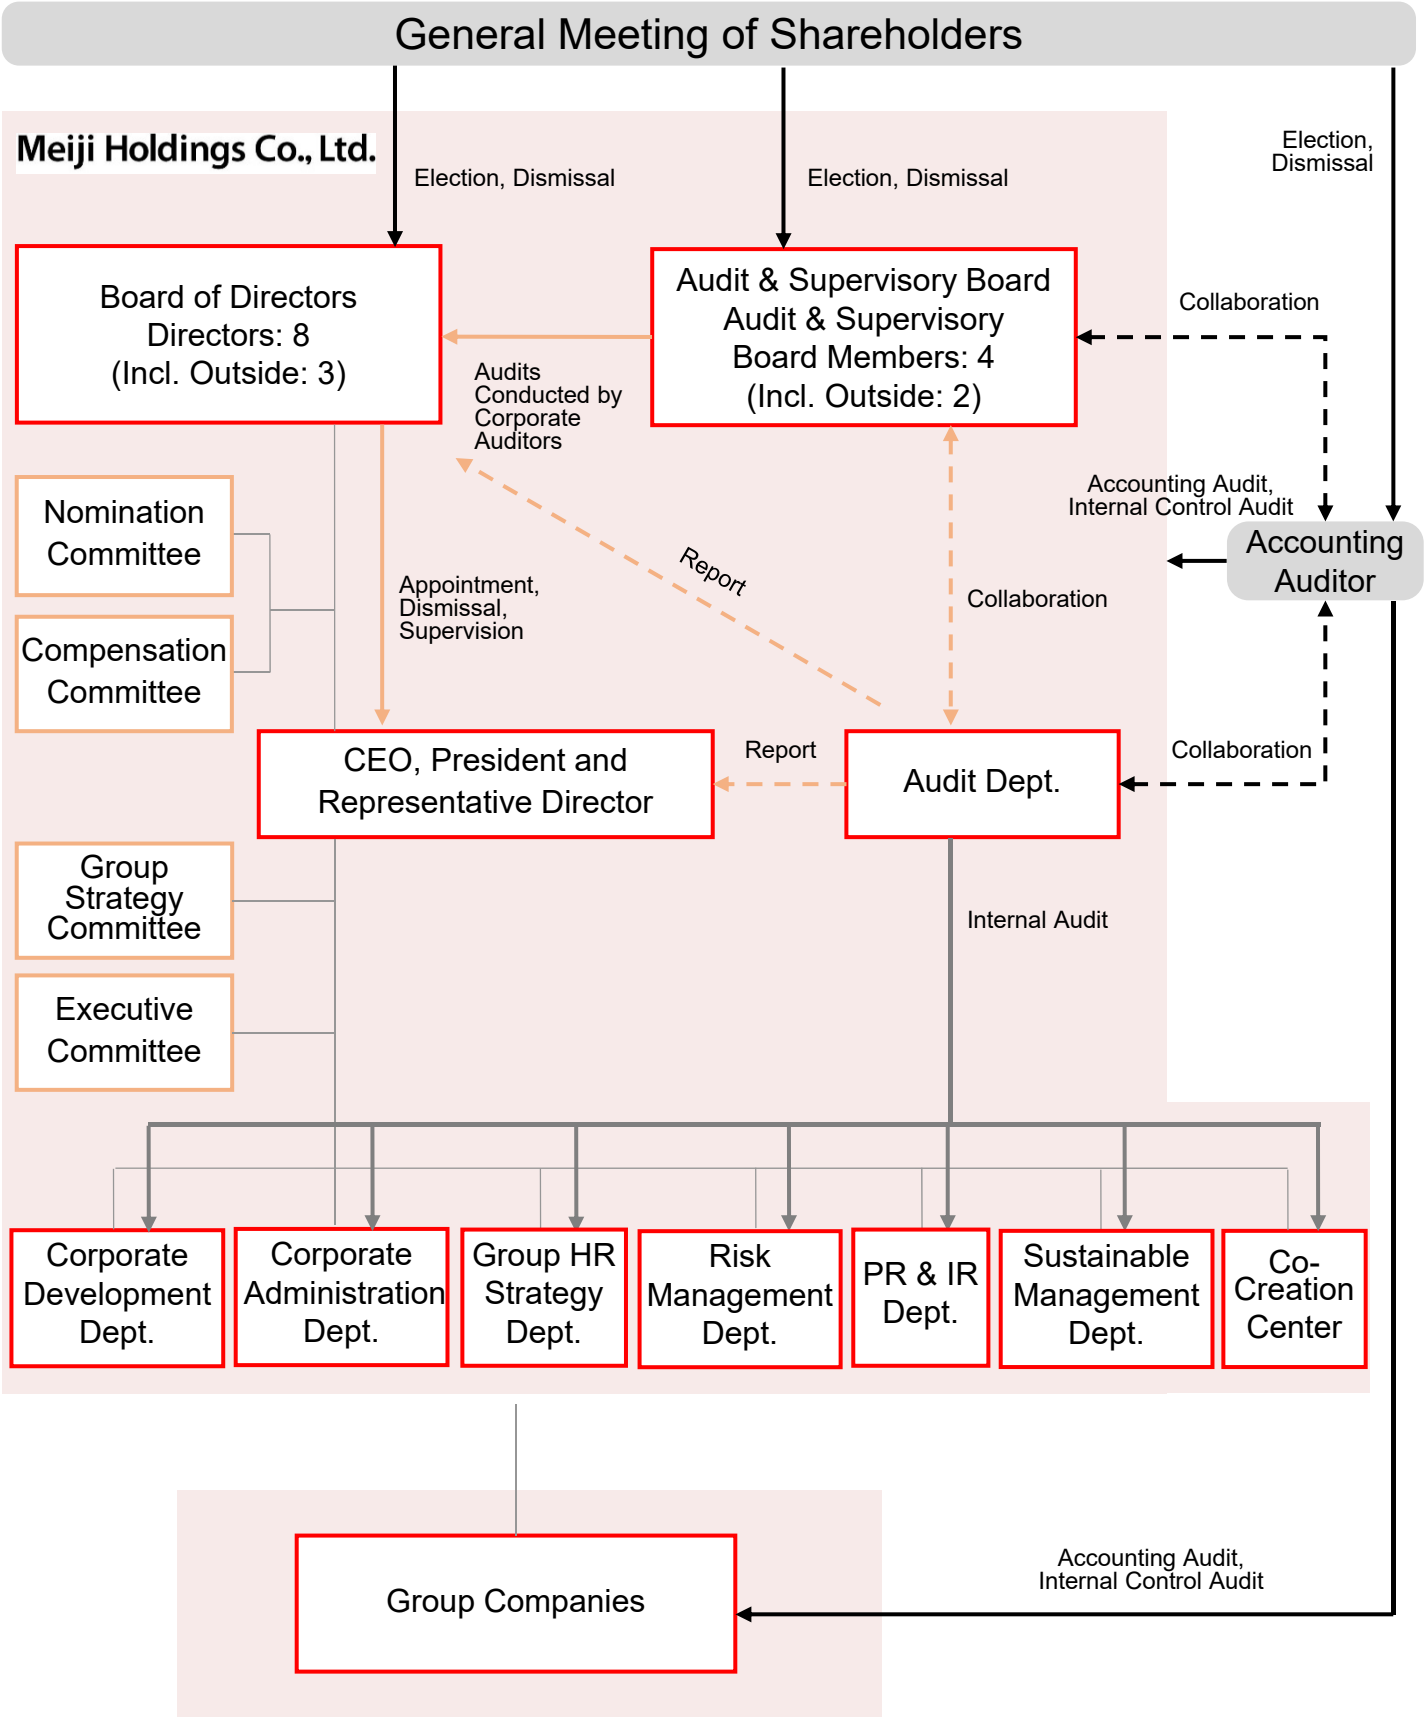 General Meeting of Shareholders
Meiji Holdings Co., Ltd.
Election, Dismissal
Election, Dismissal
Election,
Dismissal
Board of Directors
Directors: 8
(Incl. Outside: 3)
Audit & Supervisory Board
Audit & Supervisory
Board Members: 4
(Incl. Outside: 2)
Collaboration
Audits
Conducted by
Corporate
Auditors
Nomination
Committee
Compensation
Committee
Appointment,
Dismissal,
Supervision
Report
Collaboration
Accounting Audit,
Internal Control Audit
Accounting
Auditor
CEO, President and
Representative Director
Report
Audit Dept.
Collaboration
Group
Strategy
Committee
Executive
Committee
Internal Audit
Corporate
Development
Dept.
Corporate
Administration
Dept.
Group HR
Strategy
Dept.
Risk
Management
Dept.
PR & IR
Dept.
Sustainable
Management
Dept.
Co-
Creation
Center
Group Companies
Accounting Audit,
Internal Control Audit